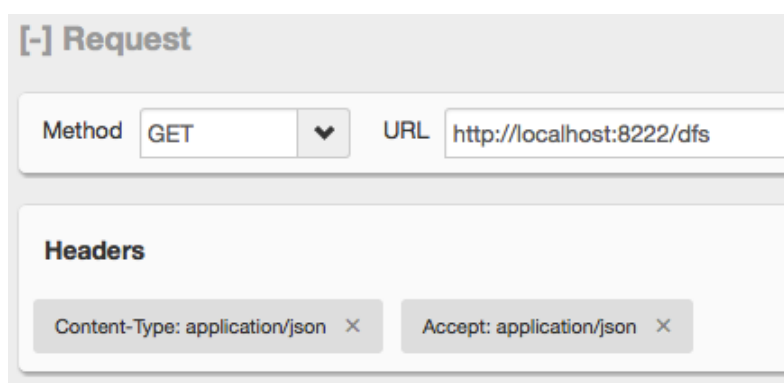 [-] Request
Method GET URL http://localhost:8222/dfs
Headers
Content-Type: application/json × Accept: application/json ×